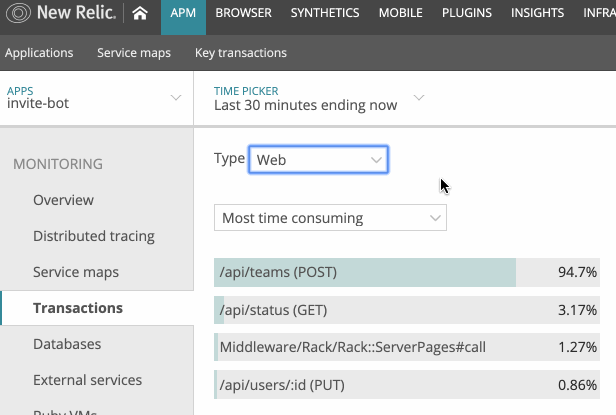 New Relic. APM BROWSER SYNTHETICS MOBILE PLUGINS INSIGHTS INFRA
Applications Service maps Key transactions
APPS
invite-bot
TIME PICKER
Last 30 minutes ending now
MONITORING
Overview
Distributed tracing
Service maps
Transactions
Databases
External services
Ruby VMs
Type Web
Most time consuming
/api/teams (POST) 94.7%
/api/status (GET) 3.17%
Middleware/Rack/Rack::ServerPages#call 1.27%
/api/users/:id (PUT) 0.86%